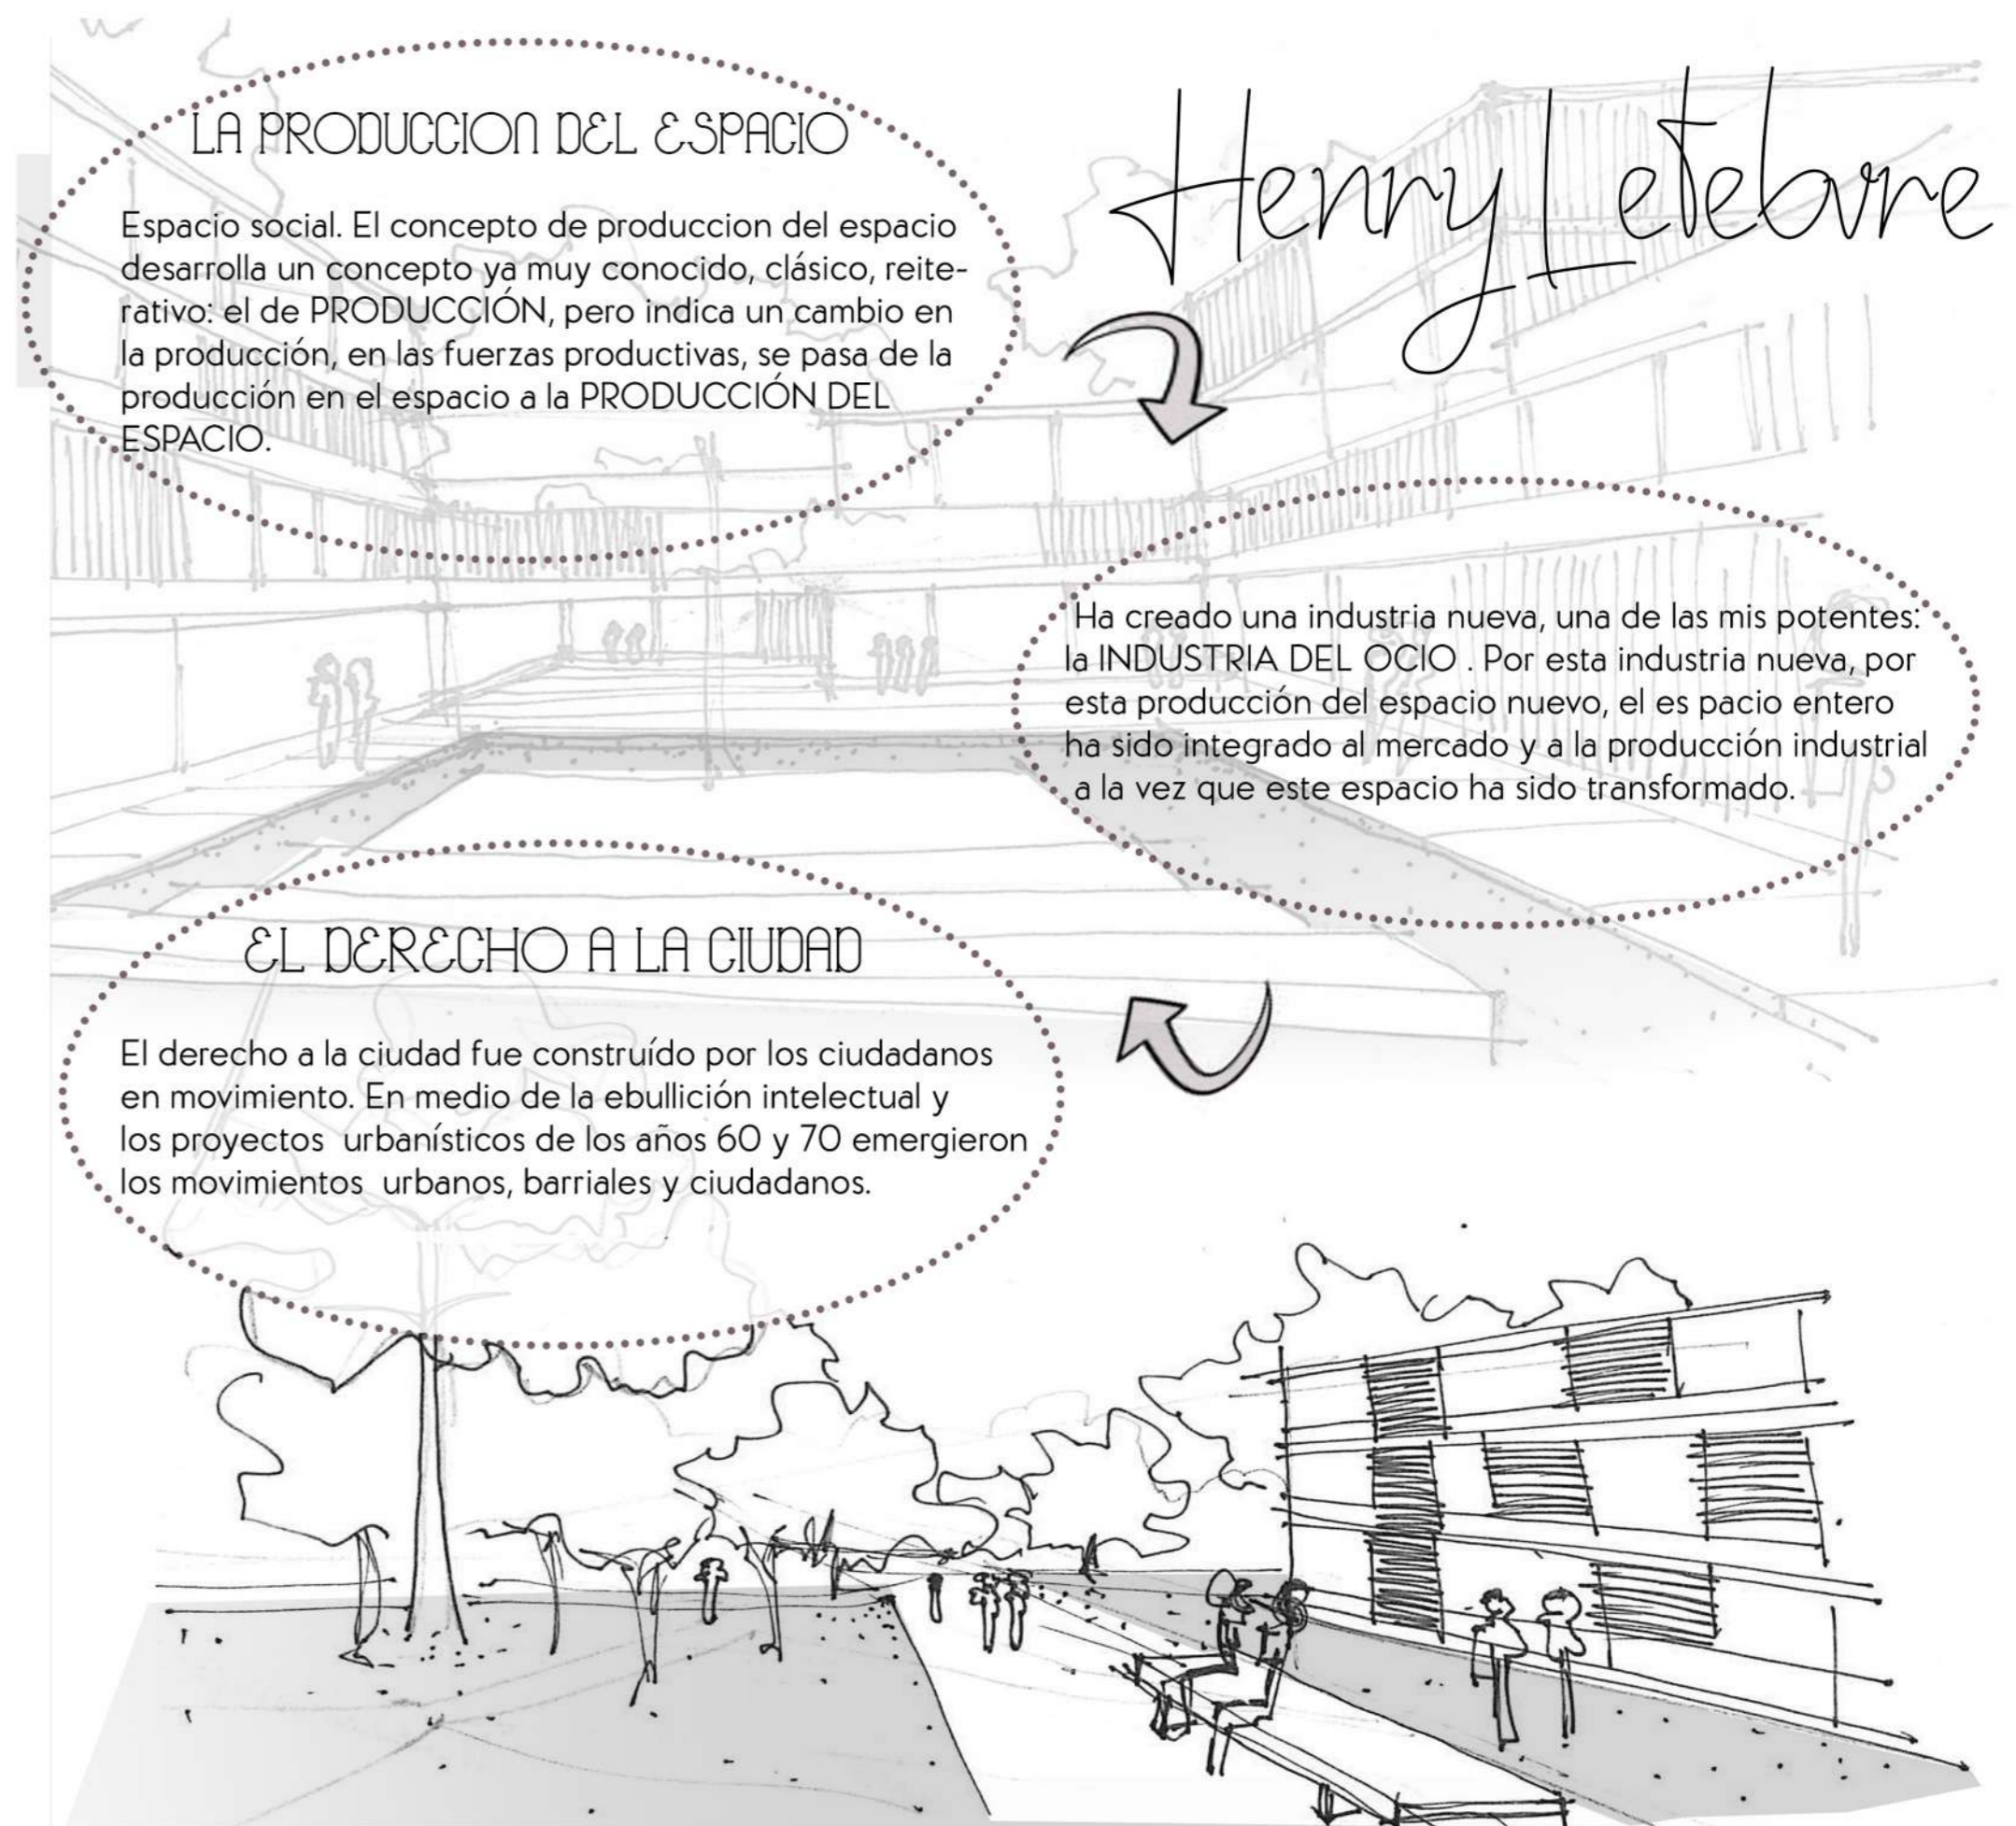 Henry Lefebvre
LA PRODUCCION DEL ESPACIO
Espacio social. El concepto de produccion del espacio
desarrolla un concepto ya muy conocido, clásico, reite-
rativo: el de PRODUCCIÓN, pero indica un cambio en
la producción, en las fuerzas productivas, se pasa de la
producción en el espacio a la PRODUCCIÓN DEL
ESPACIO.
Ha creado una industria nueva, una de las mis potentes:
la INDUSTRIA DEL OCIO . Por esta industria nueva, por
esta producción del espacio nuevo, el es pacio entero
ha sido integrado al mercado y a la producción industrial
a la vez que este espacio ha sido transformado.
EL DERECHO A LA CIUDAD
El derecho a la ciudad fue construído por los ciudadanos
en movimiento. En medio de la ebullición intelectual y
los proyectos urbanísticos de los años 60 y 70 emergieron
los movimientos urbanos, barriales y ciudadanos.